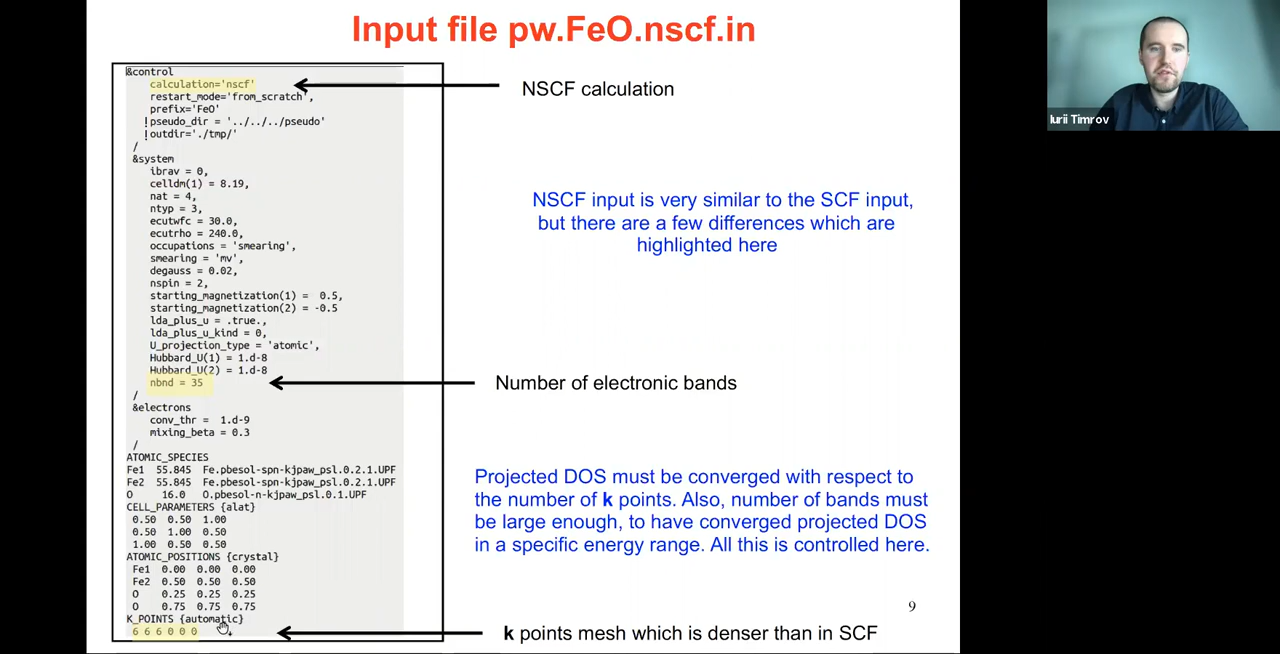 Input file pw.FeO.nscf.in
&control
calculation='nscf'
restart_mode='from_scratch',
prefix='FeO'
!pseudo_dir = '../../../pseudo'
!outdir='./tmp/'
/
&system
ibrav = 0,
celldm(1) = 8.19,
nat = 4,
ntyp = 3,
ecutwfc = 30.0,
ecutrho = 240.0,
occupations = 'smearing',
smearing = 'mv',
degauss = 0.02,
nspin = 2,
starting_magnetization(1) = 0.5,
starting_magnetization(2) = -0.5
lda_plus_u = .true.,
lda_plus_u_kind = 0,
U_projection_type = 'atomic',
Hubbard_U(1) = 1.d-8
Hubbard_U(2) = 1.d-8
nbnd = 35
/
&electrons
conv_thr = 1.d-9
mixing_beta = 0.3
/
ATOMIC_SPECIES
Fe1 55.845 Fe.pbesol-spn-kjpaw_psl.0.2.1.UPF
Fe2 55.845 Fe.pbesol-spn-kjpaw_psl.0.2.1.UPF
O 16.0 O.pbesol-n-kjpaw_psl.0.1.UPF
CELL_PARAMETERS {alat}
0.50 0.50 1.00
0.50 1.00 0.50
1.00 0.50 0.50
ATOMIC_POSITIONS {crystal}
Fe1 0.00 0.00 0.00
Fe2 0.50 0.50 0.50
O 0.25 0.25 0.25
O 0.75 0.75 0.75
K_POINTS {automatic}
6 6 6 0 0 0
NSCF calculation
NSCF input is very similar to the SCF input,
but there are a few differences which are
highlighted here
Number of electronic bands
Projected DOS must be converged with respect to
the number of k points. Also, number of bands must
be large enough, to have converged projected DOS
in a specific energy range. All this is controlled here.
9
k points mesh which is denser than in SCF
Iurii Timrov